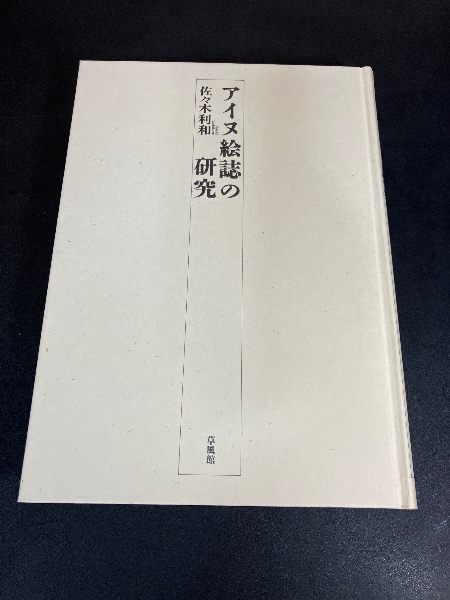 アイヌ絵誌の
研究
佐々木利和
草風館